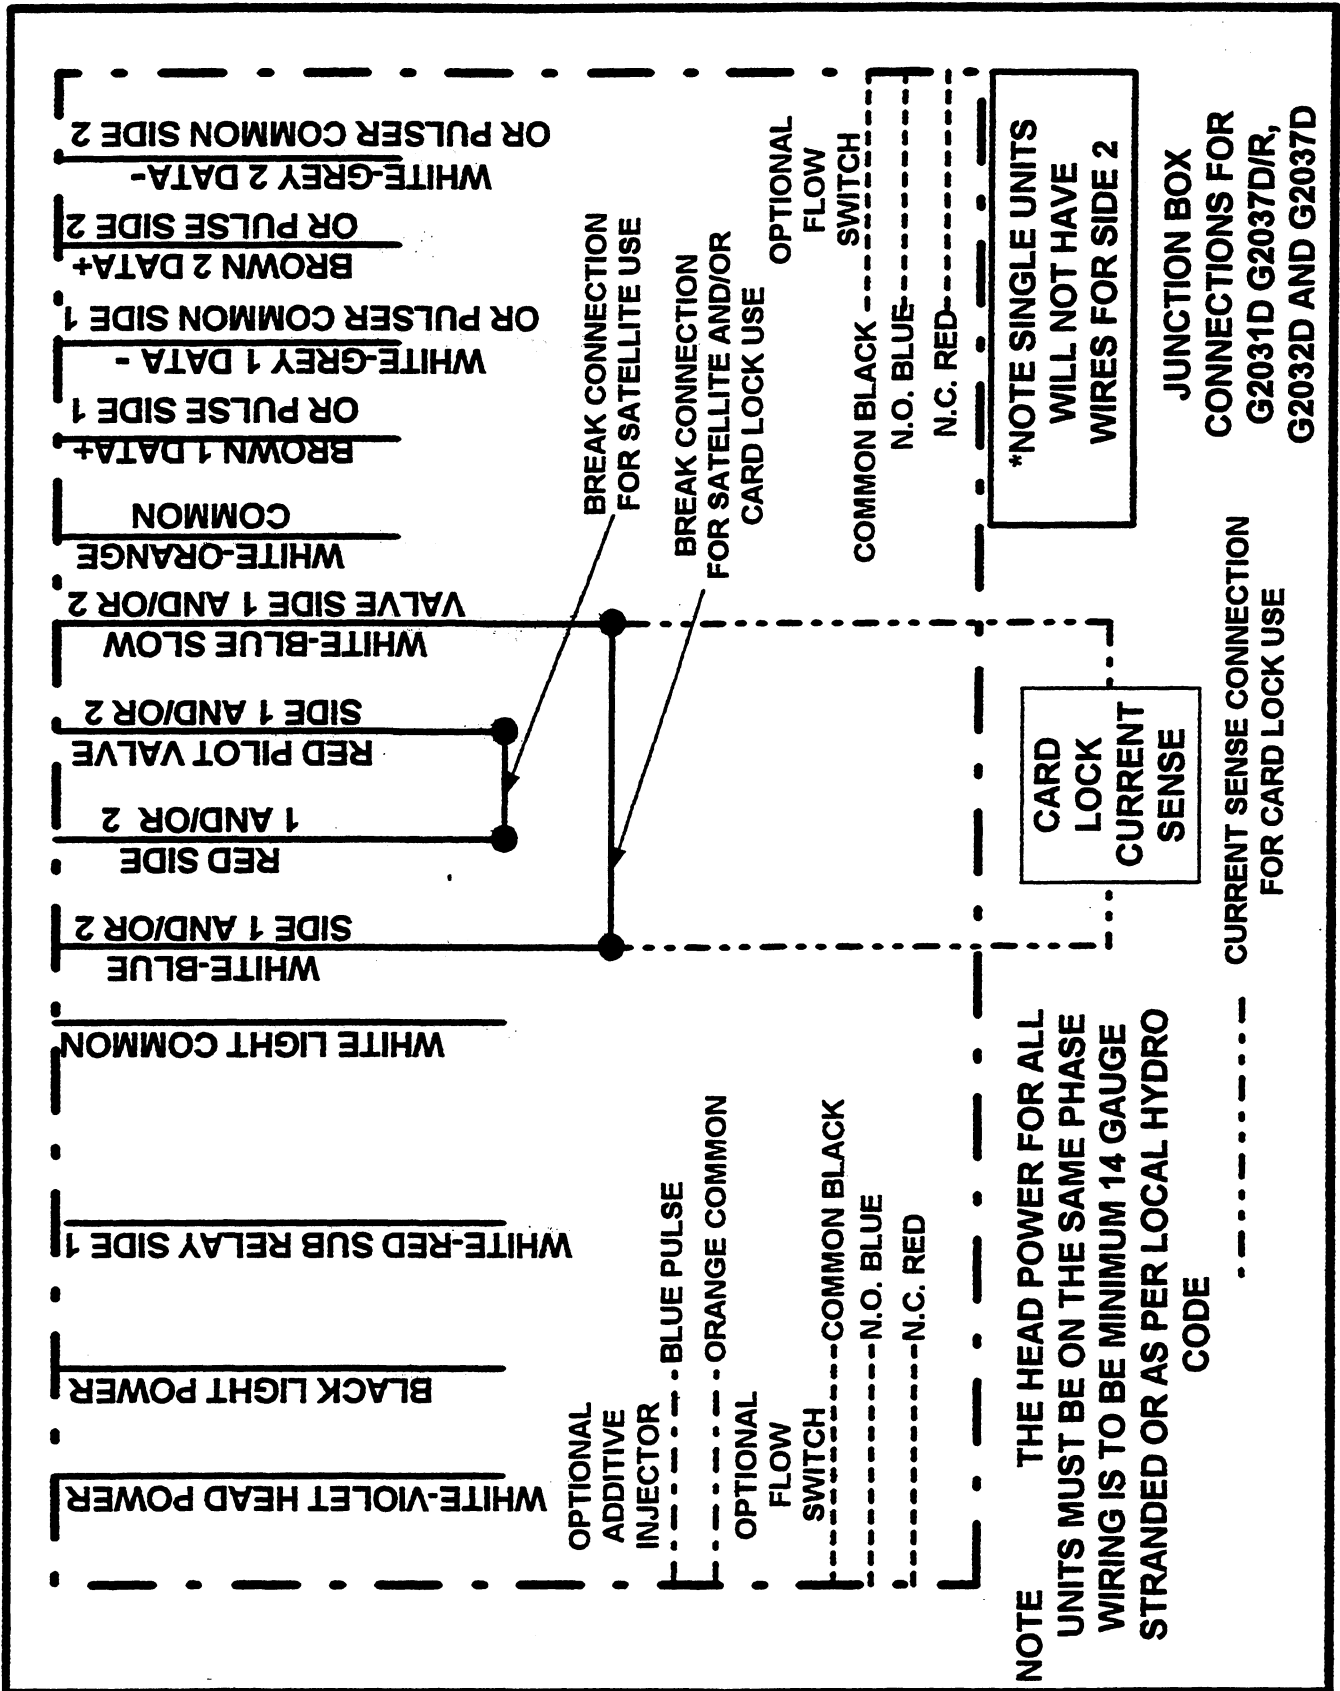 WHITE-VIOLET HEAD POWER
BLACK LIGHT POWER
WHITE-RED SUB RELAY SIDE 1
WHITE LIGHT COMMON
WHITE-BLUE
SIDE 1 AND/OR 2
RED SIDE
1 AND/OR 2
RED PILOT VALVE
SIDE 1 AND/OR 2
WHITE-BLUE SLOW
VALVE SIDE 1 AND/OR 2
WHITE-ORANGE
COMMON
BROWN 1 DATA+
OR PULSE SIDE 1
WHITE-GREY 1 DATA -
OR PULSER COMMON SIDE 1
BROWN 2 DATA+
OR PULSE SIDE 2
WHITE-GREY 2 DATA-
OR PULSER COMMON SIDE 2
BREAK CONNECTION
FOR SATELLITE USE
BREAK CONNECTION
FOR SATELLITE AND/OR
CARD LOCK USE
OPTIONAL
ADDITIVE
INJECTOR
BLUE PULSE
ORANGE COMMON
OPTIONAL
FLOW
SWITCH
COMMON BLACK
N.O. BLUE
N.C. RED
OPTIONAL
FLOW
SWITCH
COMMON BLACK
N.O. BLUE
N.C. RED
*NOTE SINGLE UNITS
WILL NOT HAVE
WIRES FOR SIDE 2
CARD
LOCK
CURRENT
SENSE
NOTE THE HEAD POWER FOR ALL
UNITS MUST BE ON THE SAME PHASE
WIRING IS TO BE MINIMUM 14 GAUGE
STRANDED OR AS PER LOCAL HYDRO
CODE
CURRENT SENSE CONNECTION
FOR CARD LOCK USE
JUNCTION BOX
CONNECTIONS FOR
G2031D G2037D/R,
G2032D AND G2037D